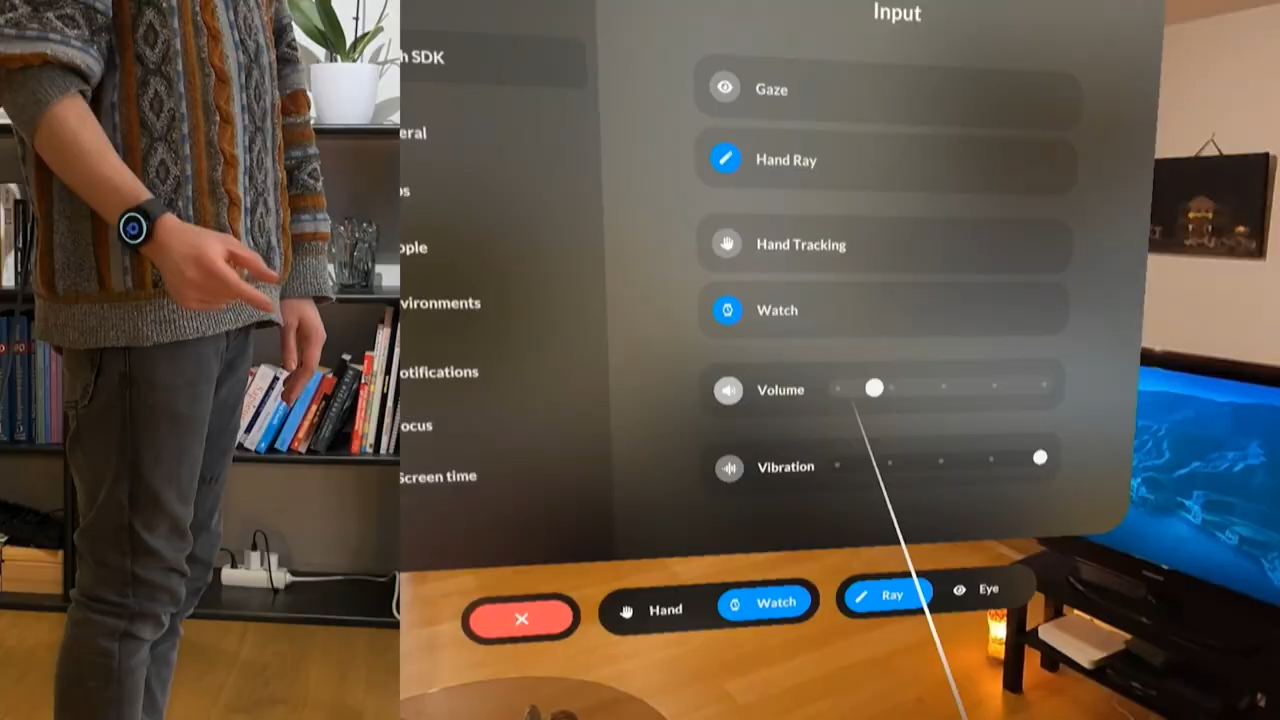 Input
h SDK
Gaze
eral
Hand Ray
ps
Hand Tracking
ople
vironments
Watch
otifications
Volume
ocus
Vibration
Screen time
Hand
Watch
Ray
Eye